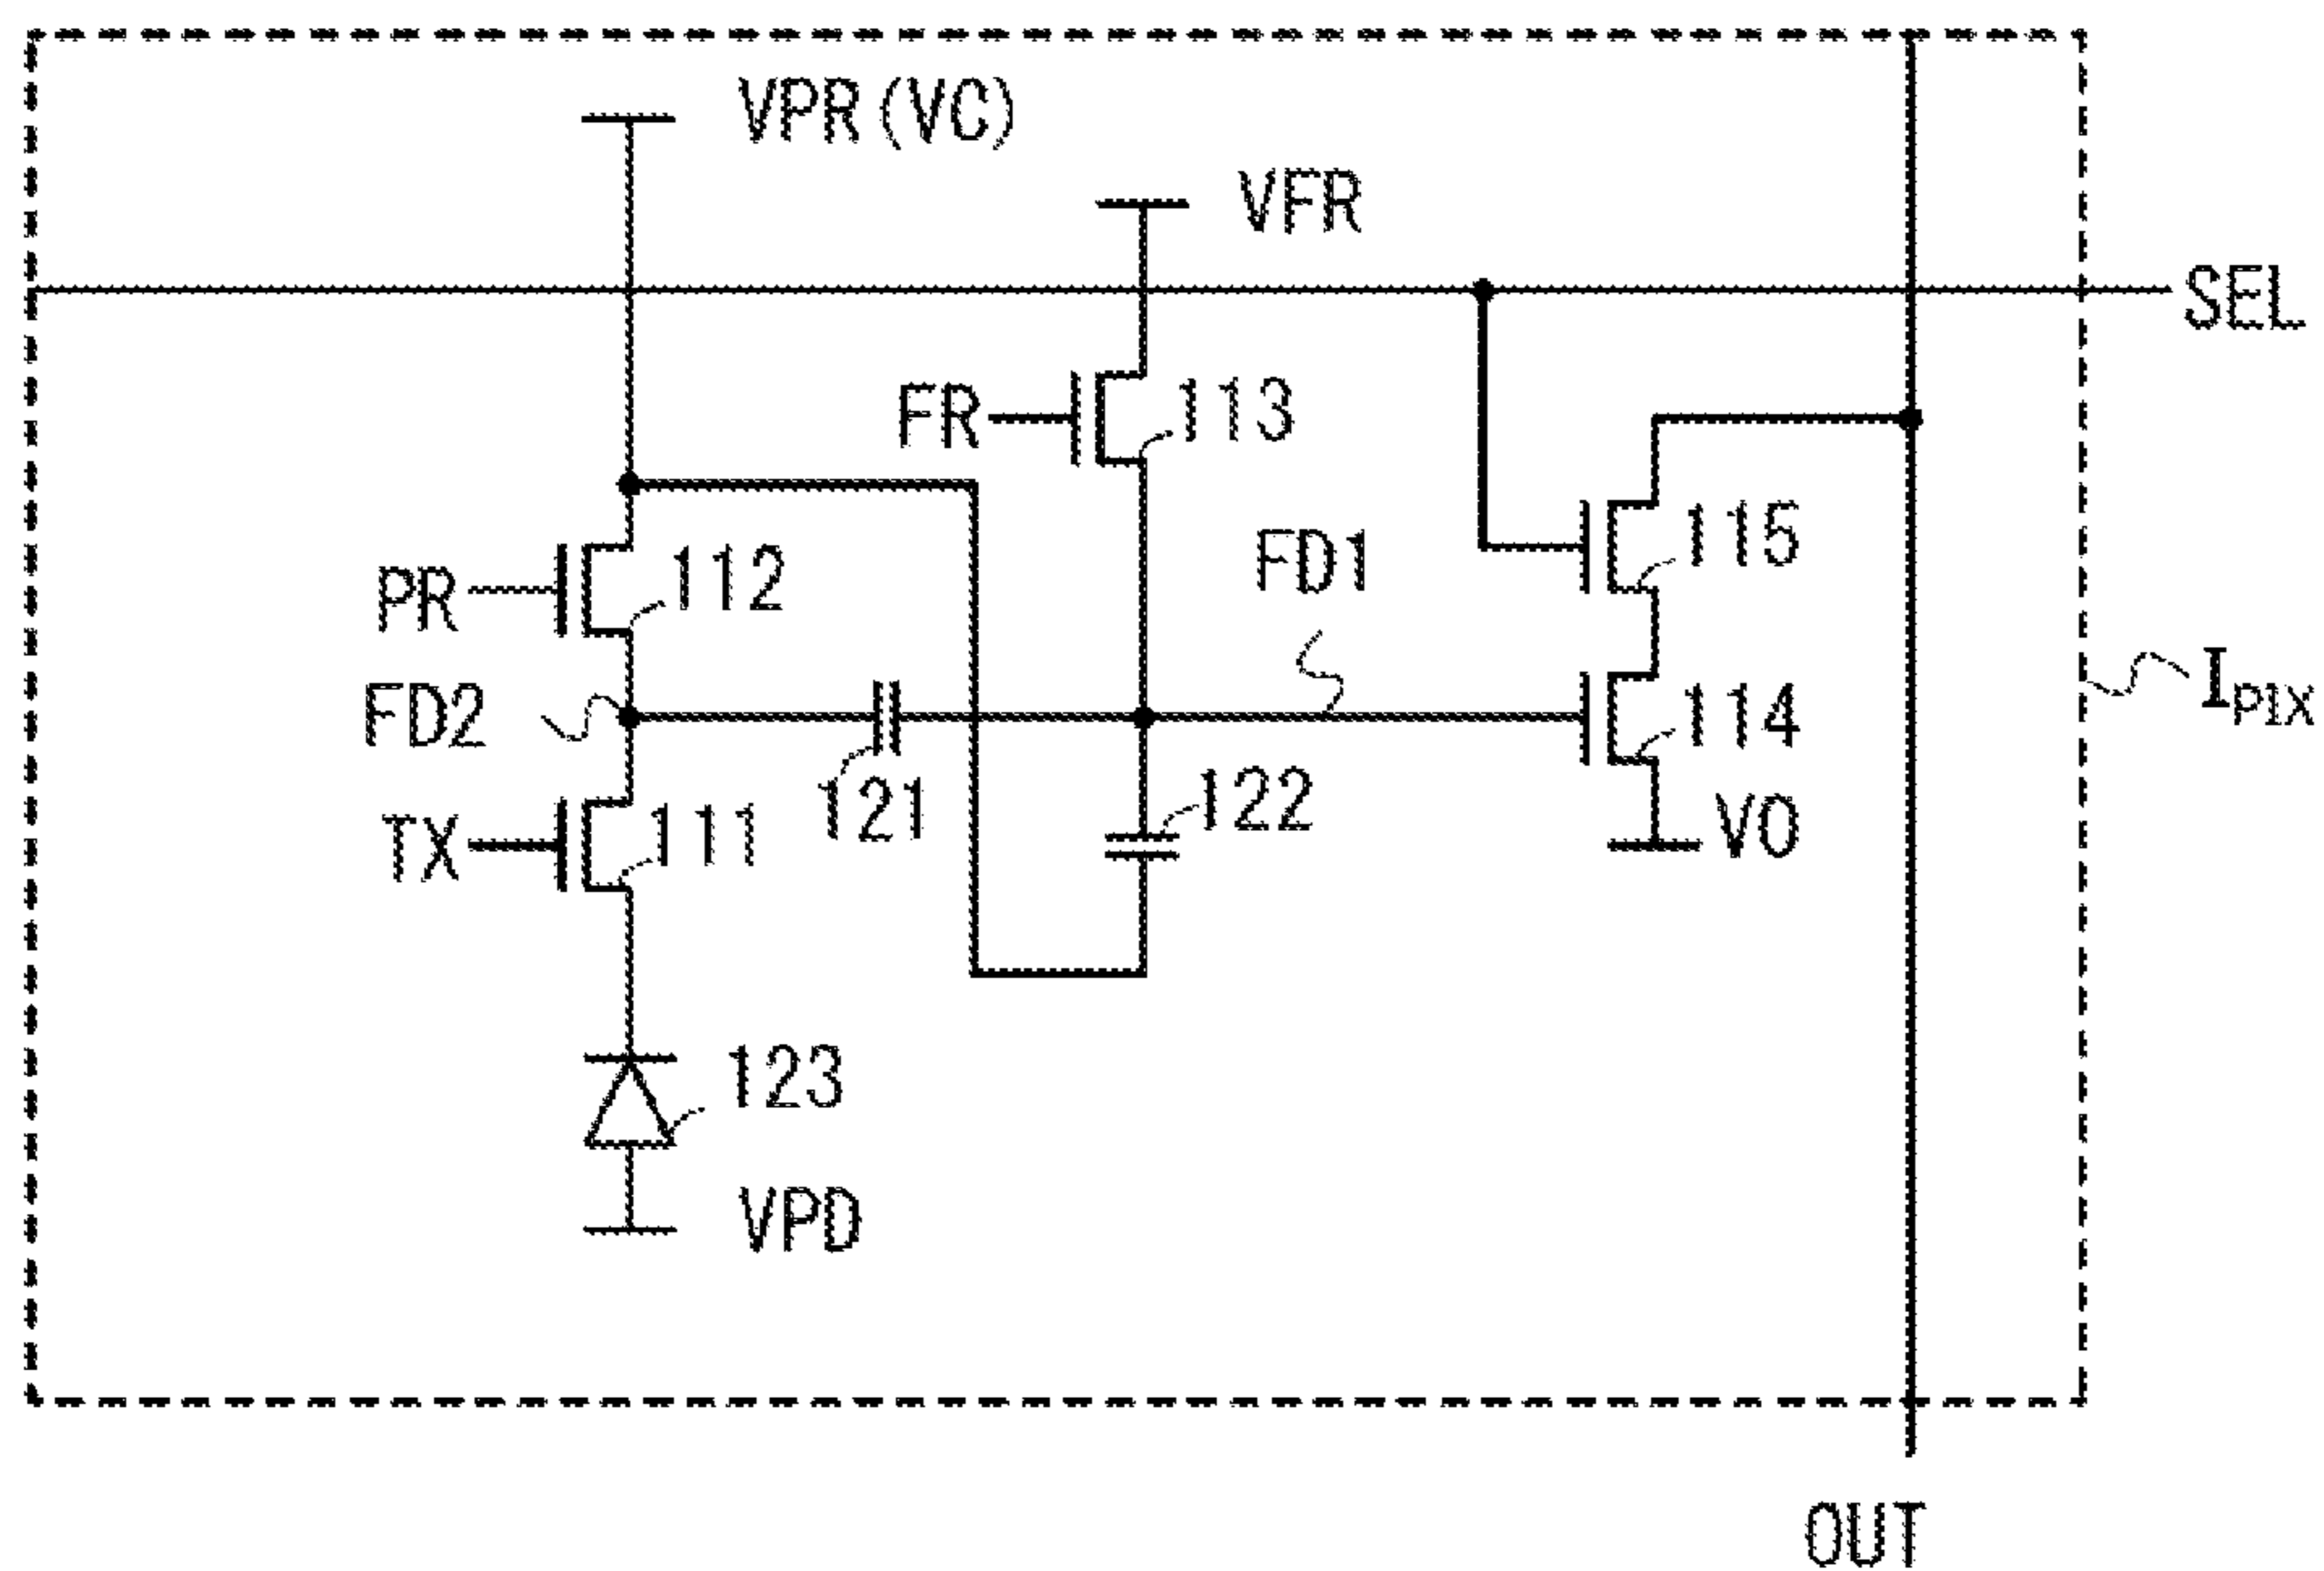 VPR(VC)
VFR
SEL
FR
113
PR
112
FD1
115
FD2
114
IPIX
TX
111
121
122
VO
123
VPD
OUT